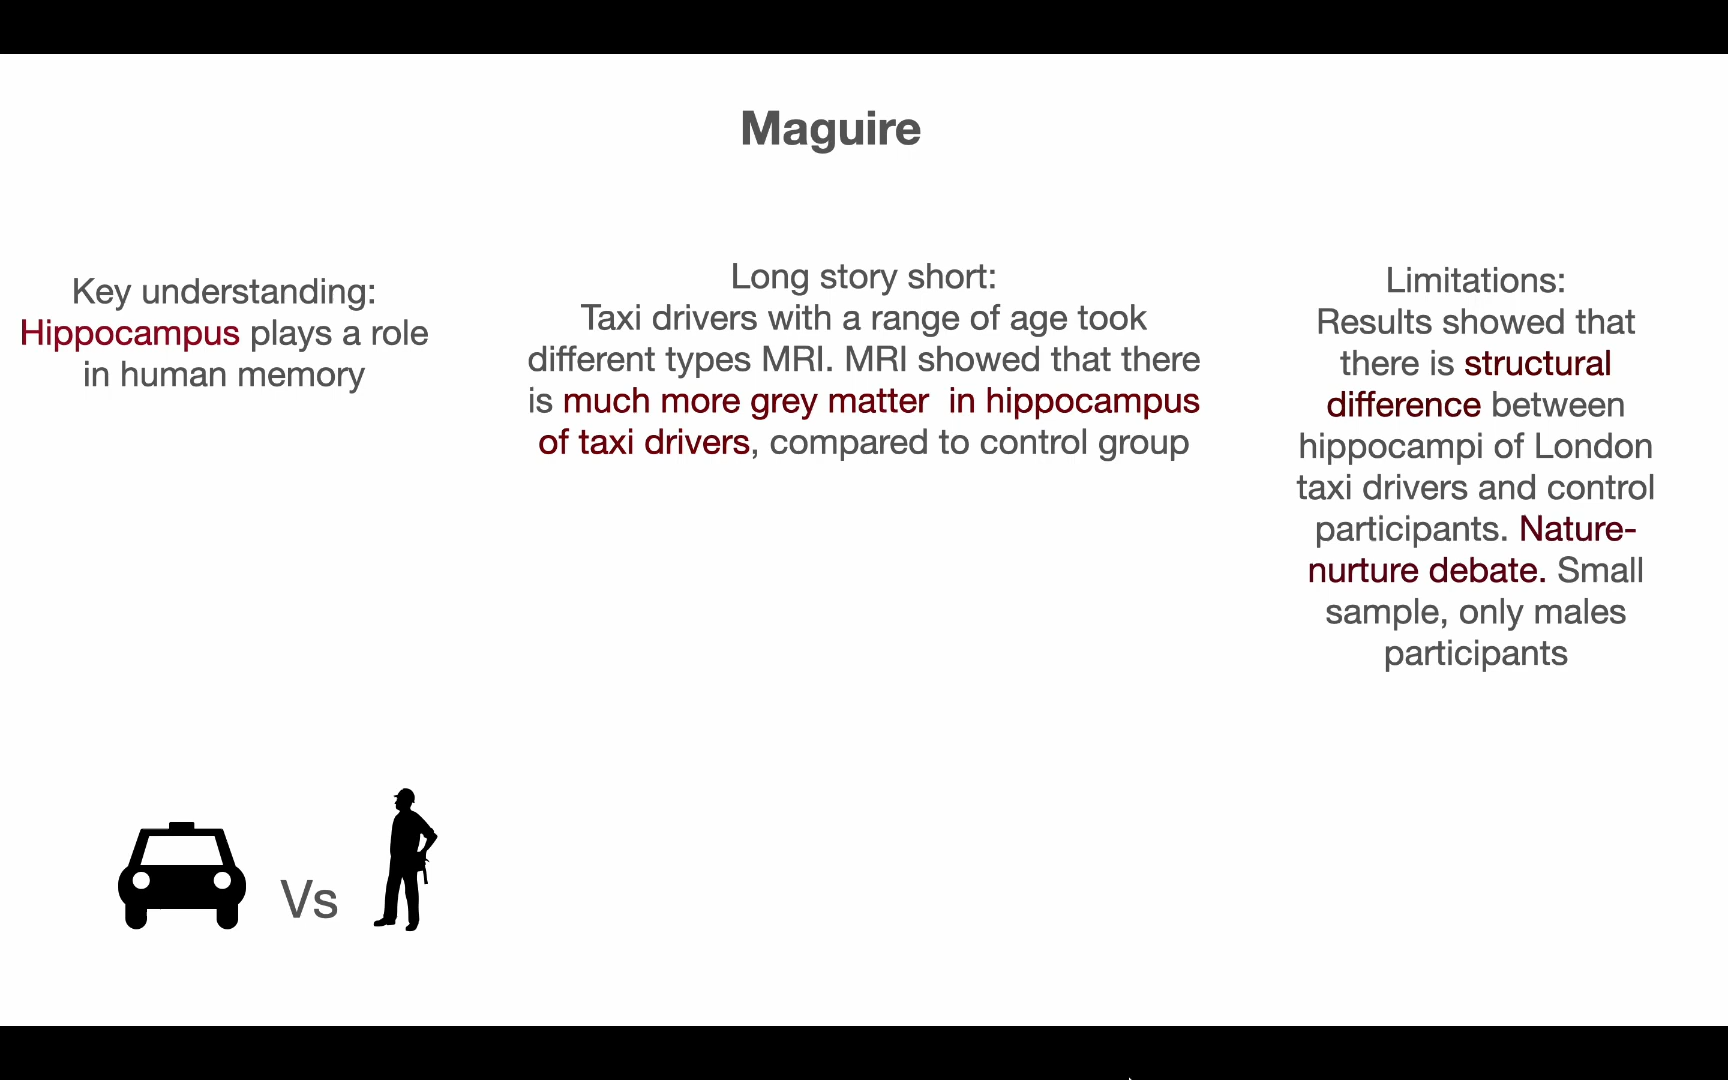 Maguire
Key understanding:
Hippocampus plays a role
in human memory
Long story short:
Taxi drivers with a range of age took
different types MRI. MRI showed that there
is much more grey matter  in hippocampus
of taxi drivers, compared to control group
Limitations:
Results showed that
there is structural
difference between
hippocampi of London
taxi drivers and control
participants. Nature-
nurture debate. Small
sample, only males
participants
Vs